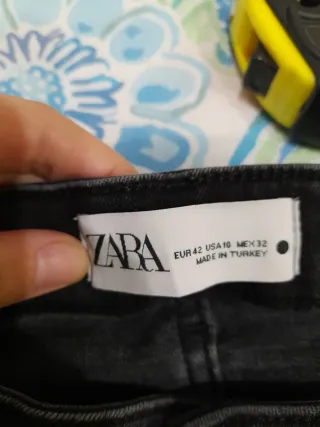 ZARA
EUR 42 USA 10 MEX 32
MADE IN TURKEY